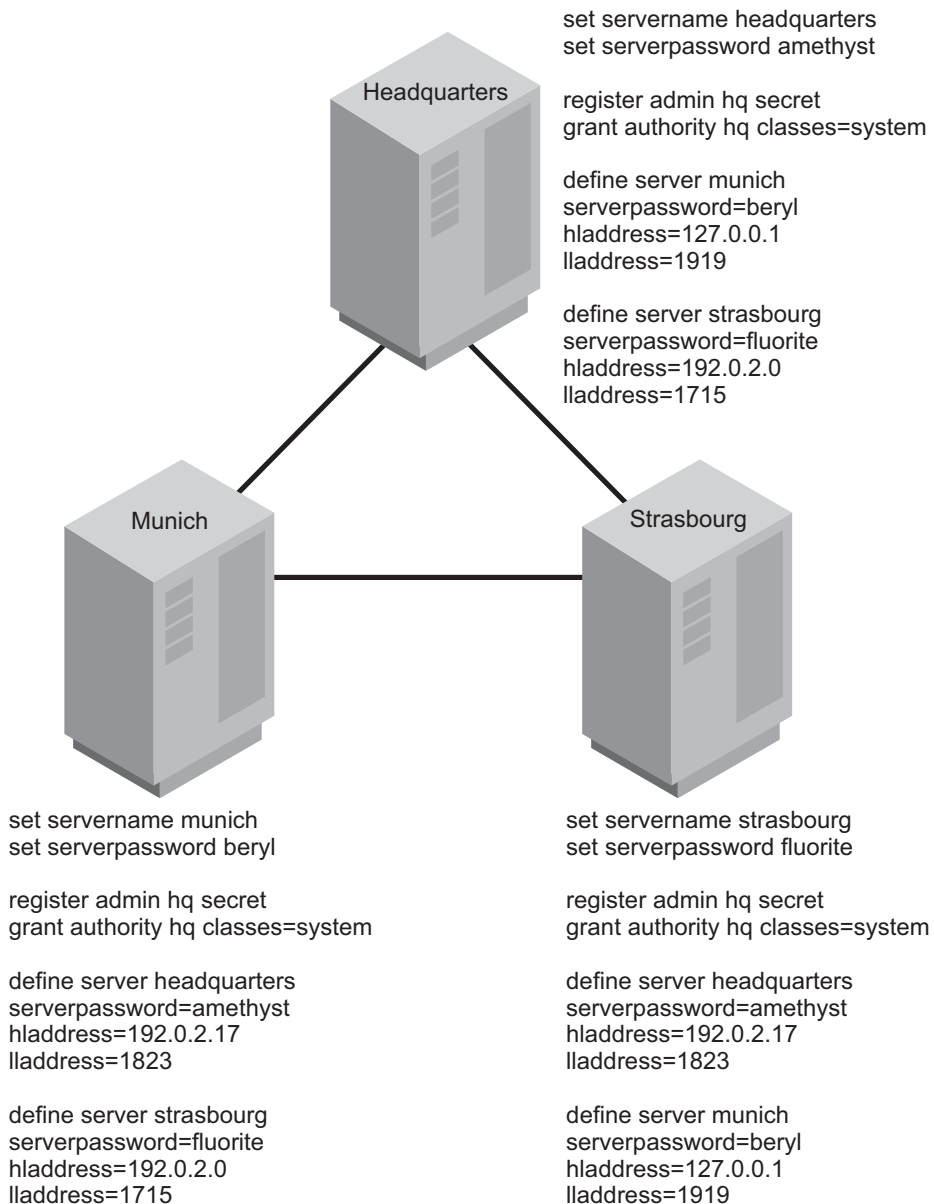 set servername headquarters
set serverpassword amethyst
register admin hq secret
grant authority hq classes=system
define server munich
serverpassword=beryl
hladdress=127.0.0.1
lladdress=1919
define server strasbourg
serverpassword=fluorite
hladdress=192.0.2.0
lladdress=1715
Headquarters
Munich
Strasbourg
set servername munich
set serverpassword beryl
register admin hq secret
grant authority hq classes=system
define server headquarters
serverpassword=amethyst
hladdress=192.0.2.17
lladdress=1823
define server strasbourg
serverpassword=fluorite
hladdress=192.0.2.0
lladdress=1715
set servername strasbourg
set serverpassword fluorite
register admin hq secret
grant authority hq classes=system
define server headquarters
serverpassword=amethyst
hladdress=192.0.2.17
lladdress=1823
define server munich
serverpassword=beryl
hladdress=127.0.0.1
lladdress=1919